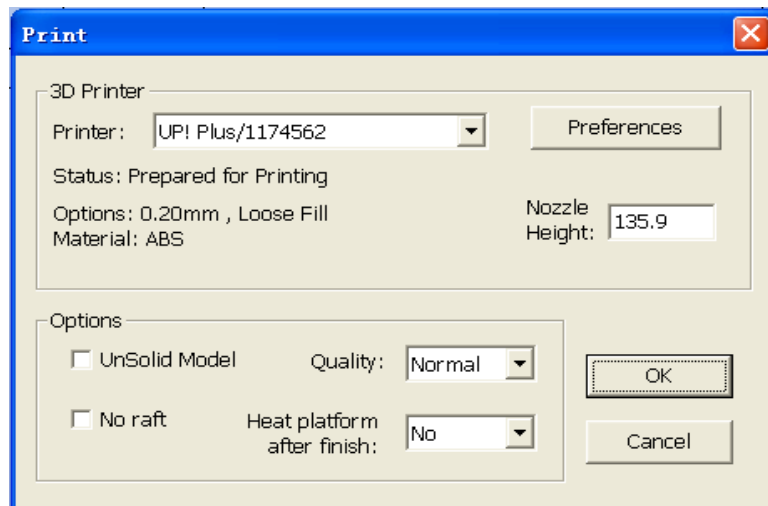 Print
3D Printer
Printer: UP! Plus/1174562
Preferences
Status: Prepared for Printing
Options: 0.20mm , Loose Fill
Material: ABS
Nozzle
Height: 135.9
Options
UnSolid Model
Quality: Normal
OK
No raft
Heat platform
after finish: No
Cancel